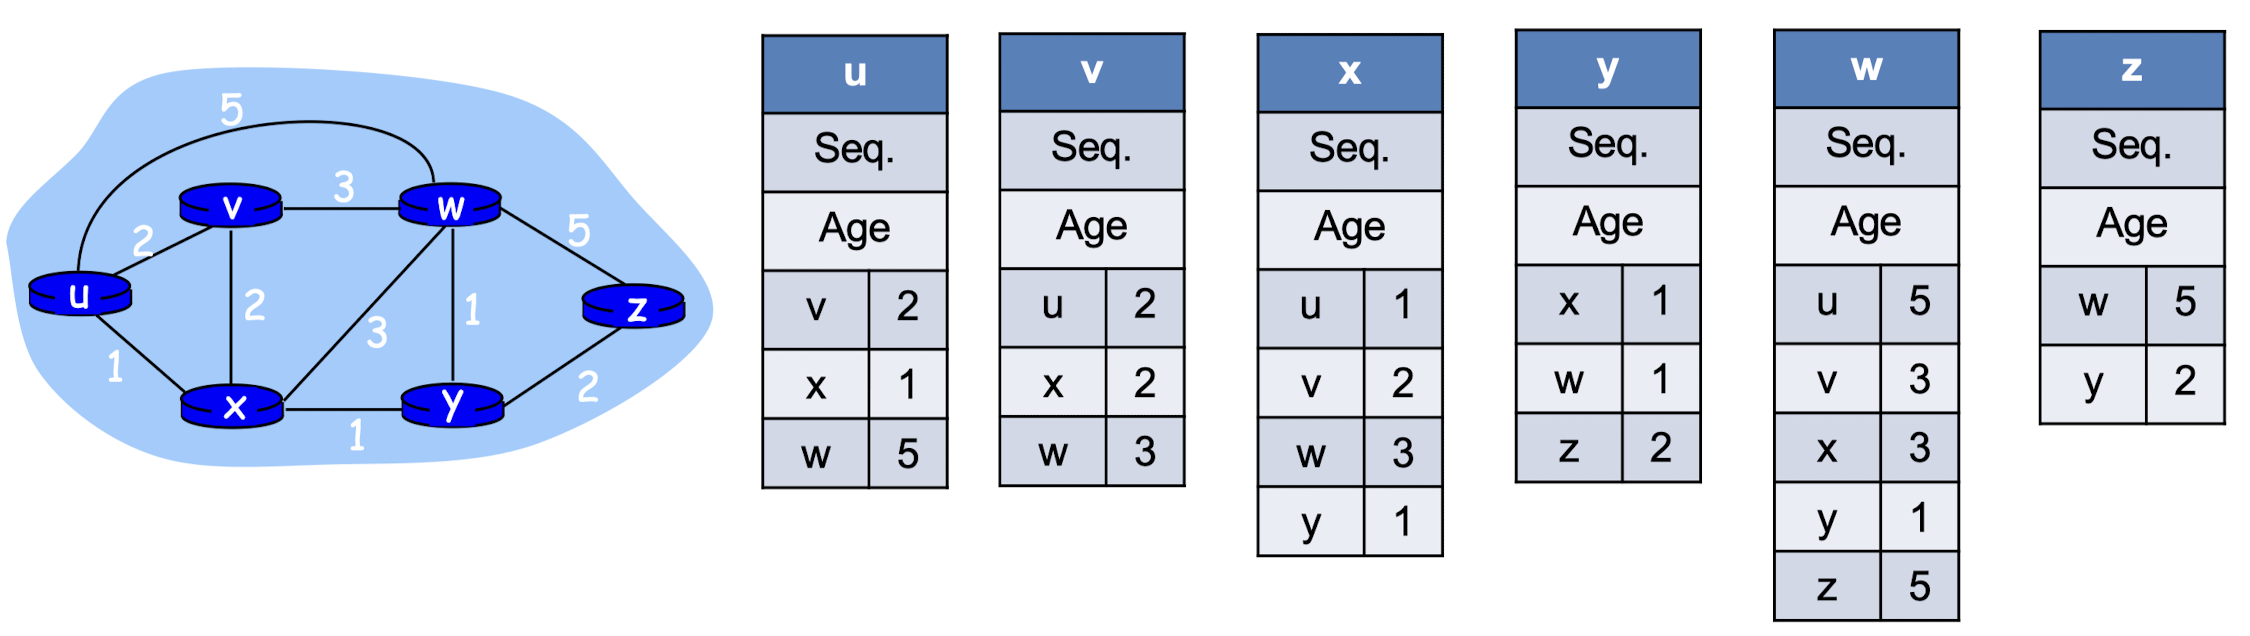 5
v
3
w
2
5
u
2
3
1
z
1
x
y
2
1
u
Seq.
Age
v 2
x 1
w 5
v
Seq.
Age
u 2
x 2
w 3
x
Seq.
Age
u 1
v 2
w 3
y 1
y
Seq.
Age
x 1
w 1
z 2
w
Seq.
Age
u 5
v 3
x 3
y 1
z 5
z
Seq.
Age
w 5
y 2